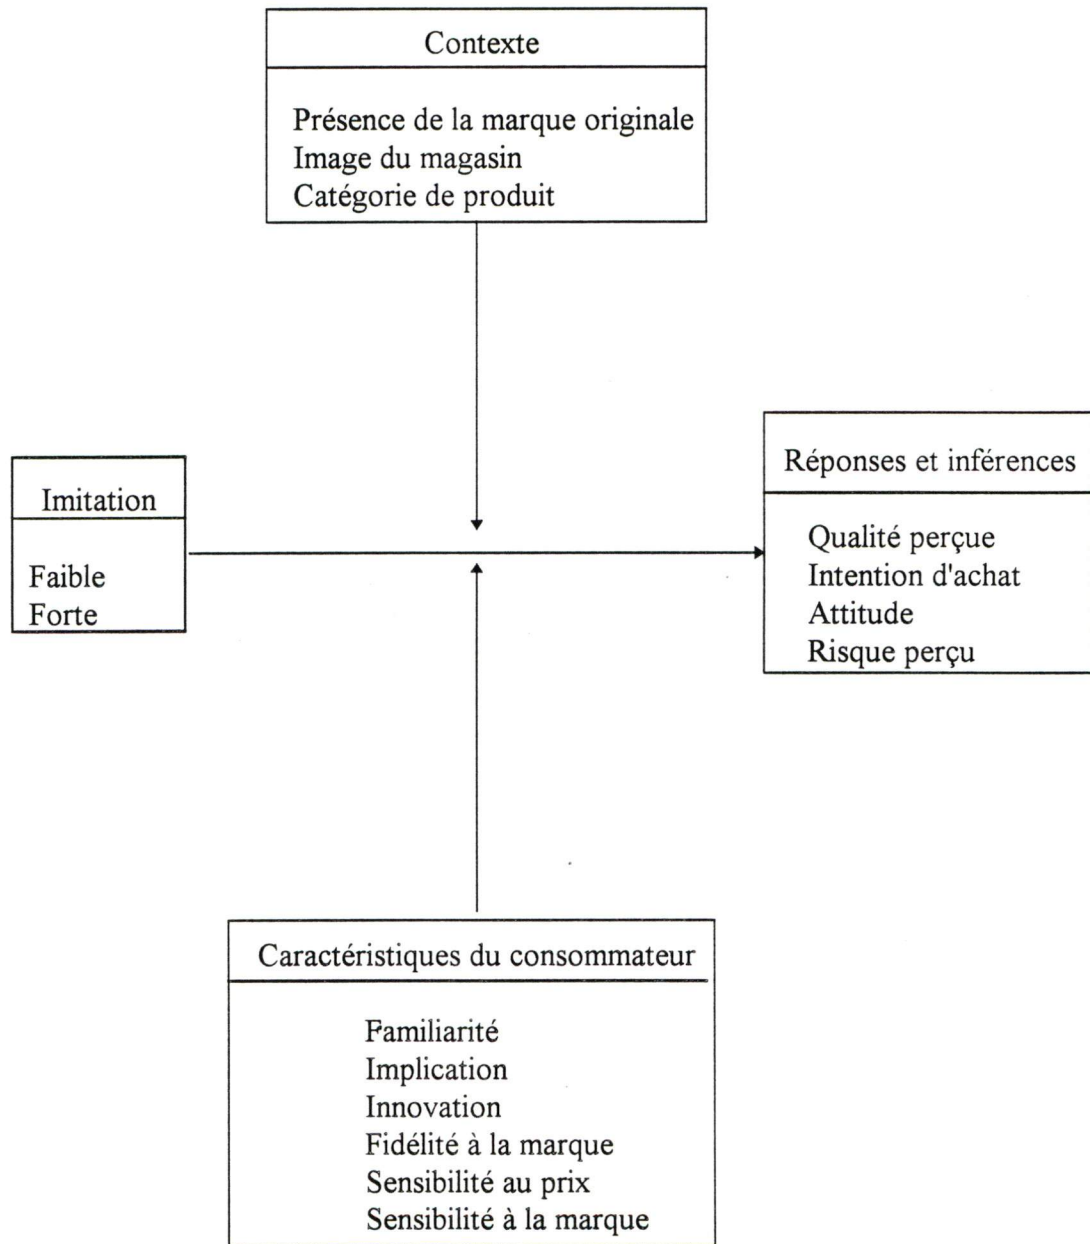 Contexte
Présence de la marque originale
Image du magasin
Catégorie de produit
Imitation
Faible
Forte
Réponses et inférences
Qualité perçue
Intention d'achat
Attitude
Risque perçu
Caractéristiques du consommateur
Familiarité
Implication
Innovation
Fidélité à la marque
Sensibilité au prix
Sensibilité à la marque